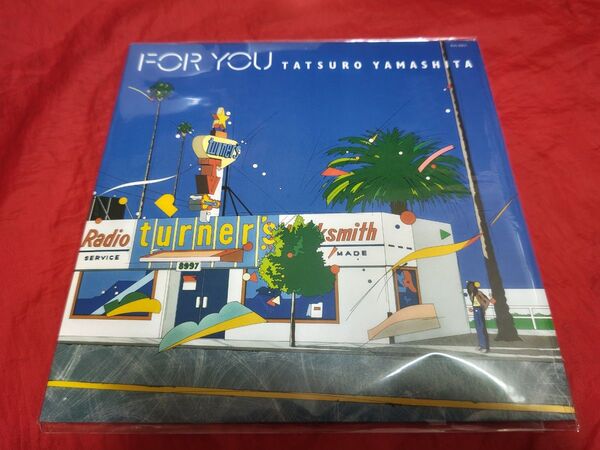 FOR YOU TATSURO YAMASHITA
turner's
Radio turner's ksmith
SERVICE MADE
8997